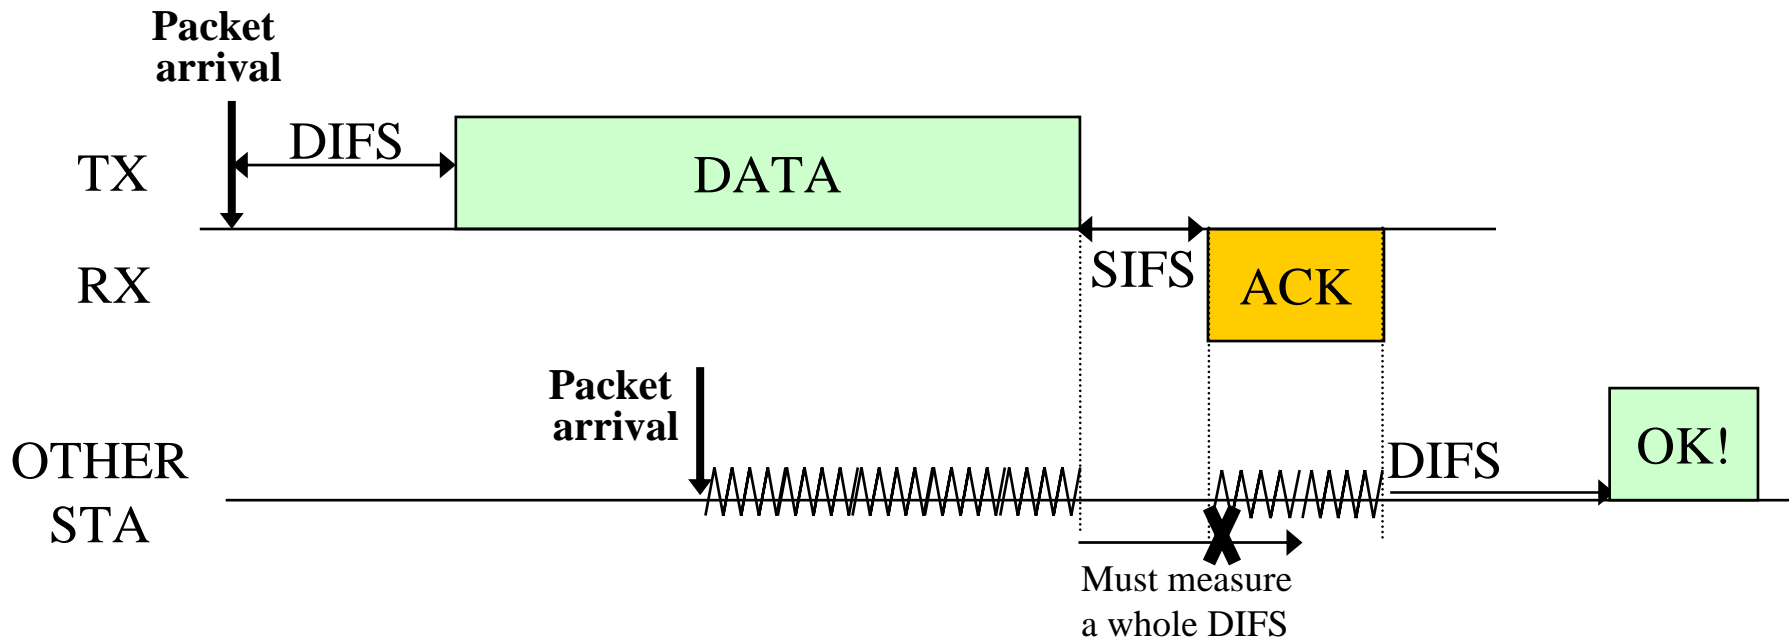 Packet
arrival
DIFS
TX
DATA
SIFS
RX
ACK
Packet
arrival
OTHER
STA
DIFS
OK!
Must measure
a whole DIFS